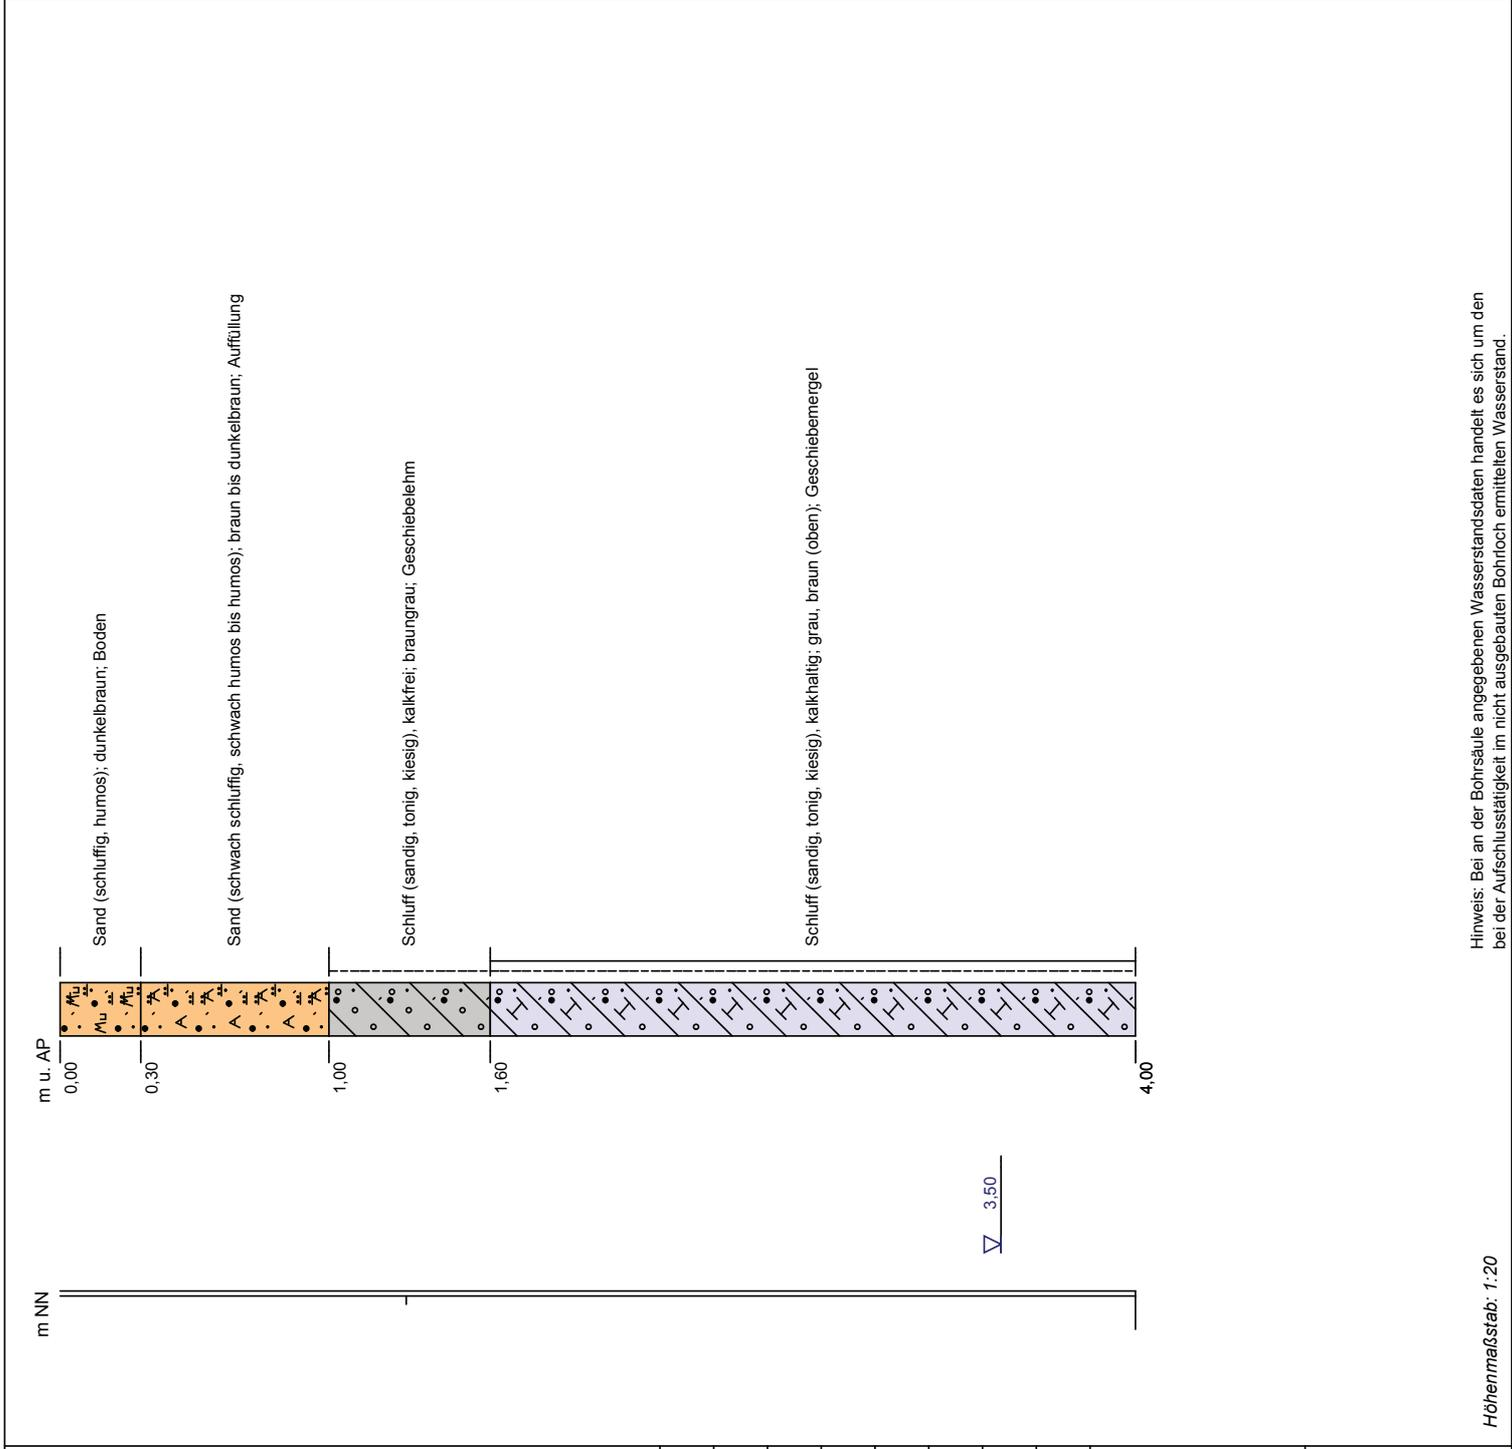 m NN
m u. AP
0,00
Sand (schluffig, humos); dunkelbraun; Boden
0,30
Sand (schwach schluffig, schwach humos bis humos); braun bis dunkelbraun; Auffüllung
1,00
Schluff (sandig, tonig, kiesig), kalkfrei; braungrau; Geschiebelehm
1,60
Schluff (sandig, tonig, kiesig), kalkhaltig; grau, braun (oben); Geschiebemergel
3,50
4,00
Mu
Mu
Mu
A
A
A
A
A
A
A
Höhenmaßstab: 1:20
Hinweis: Bei an der Bohrsäule angegebenen Wasserstandsdaten handelt es sich um den
bei der Aufschlusstätigkeit im nicht ausgebauten Bohrloch ermittelten Wasserstand.